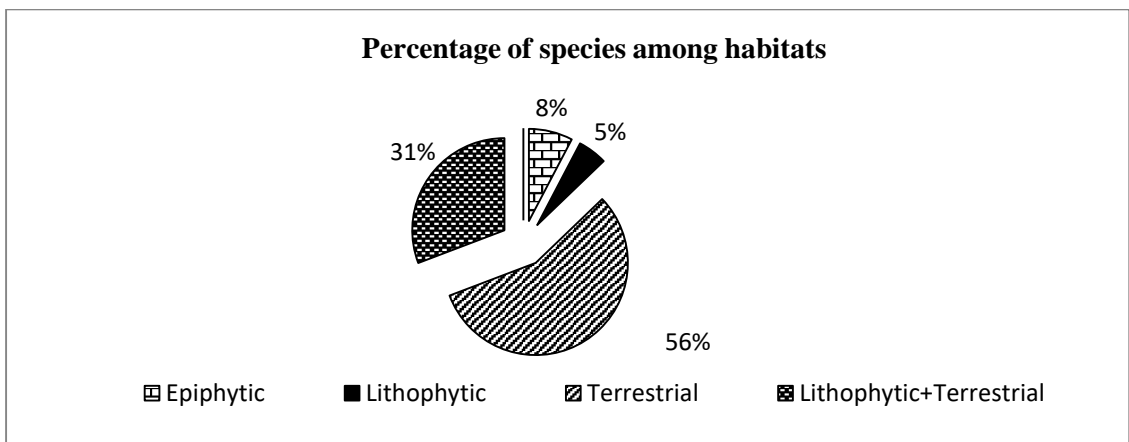 Percentage of species among habitats
8%
5%
31%
56%
Epiphytic Lithophytic Terrestrial Lithophytic+Terrestrial